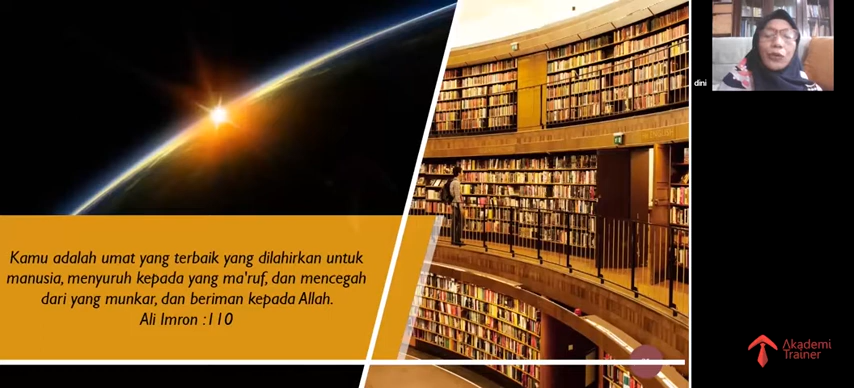 Kamu adalah umat yang terbaik yang dilahirkan untuk
manusia, menyuruh kepada yang ma'ruf, dan mencegah
dari yang munkar, dan beriman kepada Allah.
Ali Imron :110
dini
Akademi
Trainer